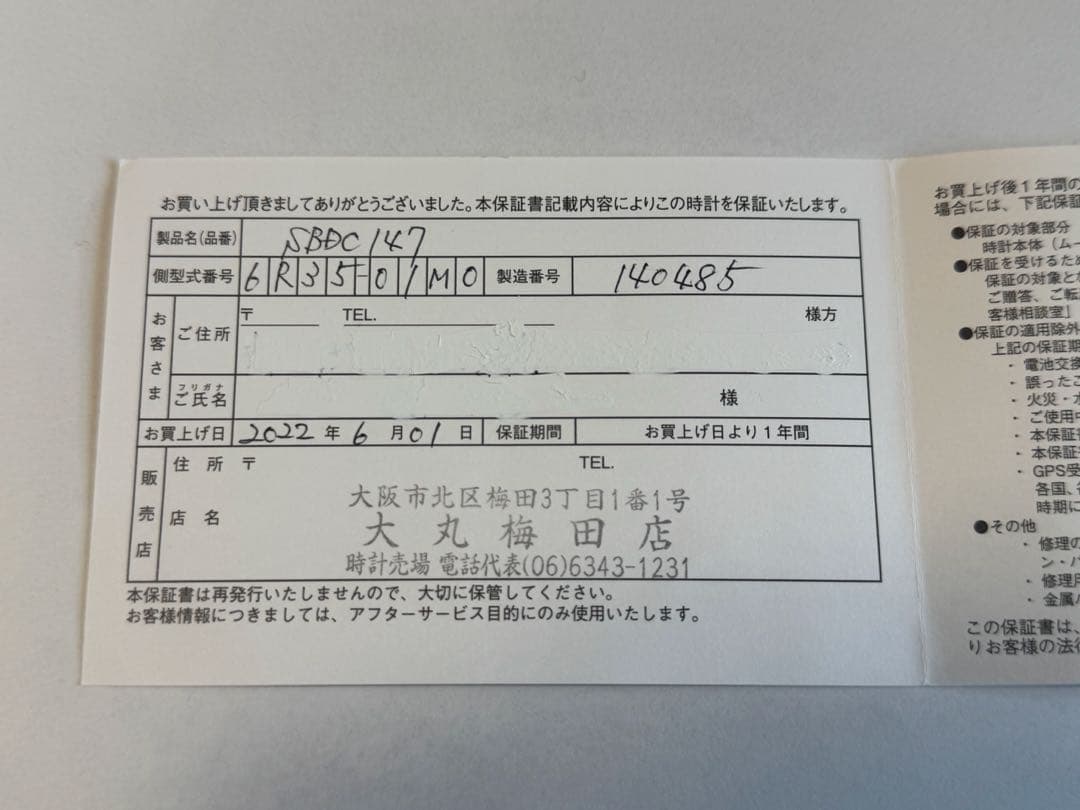 お買い上げ頂きましてありがとうございました。本保証書記載内容によりこの時計を保証いたします。
製品名(品番) SBDC147
側型式番号 6R35-01M0 製造番号 140485
お客さま
ご住所 〒 TEL. 様方
フリガナ
ご氏名 様
お買上げ日 2022年6月01日 保証期間 お買上げ日より1年間
販売店
住所 〒 TEL.
大阪市北区梅田3丁目1番1号
店名 大丸梅田店
時計売場 電話代表(06)6343-1231
本保証書は再発行いたしませんので、大切に保管してください。
お客様情報につきましては、アフターサービス目的にのみ使用いたします。
お買上げ後1年間の
場合には、下記保証
●保証の対象部分
時計本体(ムー
●保証を受けるため
保証の対象とな
ご贈答、ご転
客様相談室」
●保証の適用除外
上記の保証期
・電池交換
・誤ったご
・火災・水
・ご使用中
・本保証書
・本保証書
・GPS受
各国、
時期に
●その他
・修理の
ン・パ
・修理用
・金属バ
この保証書は、
りお客様の法律